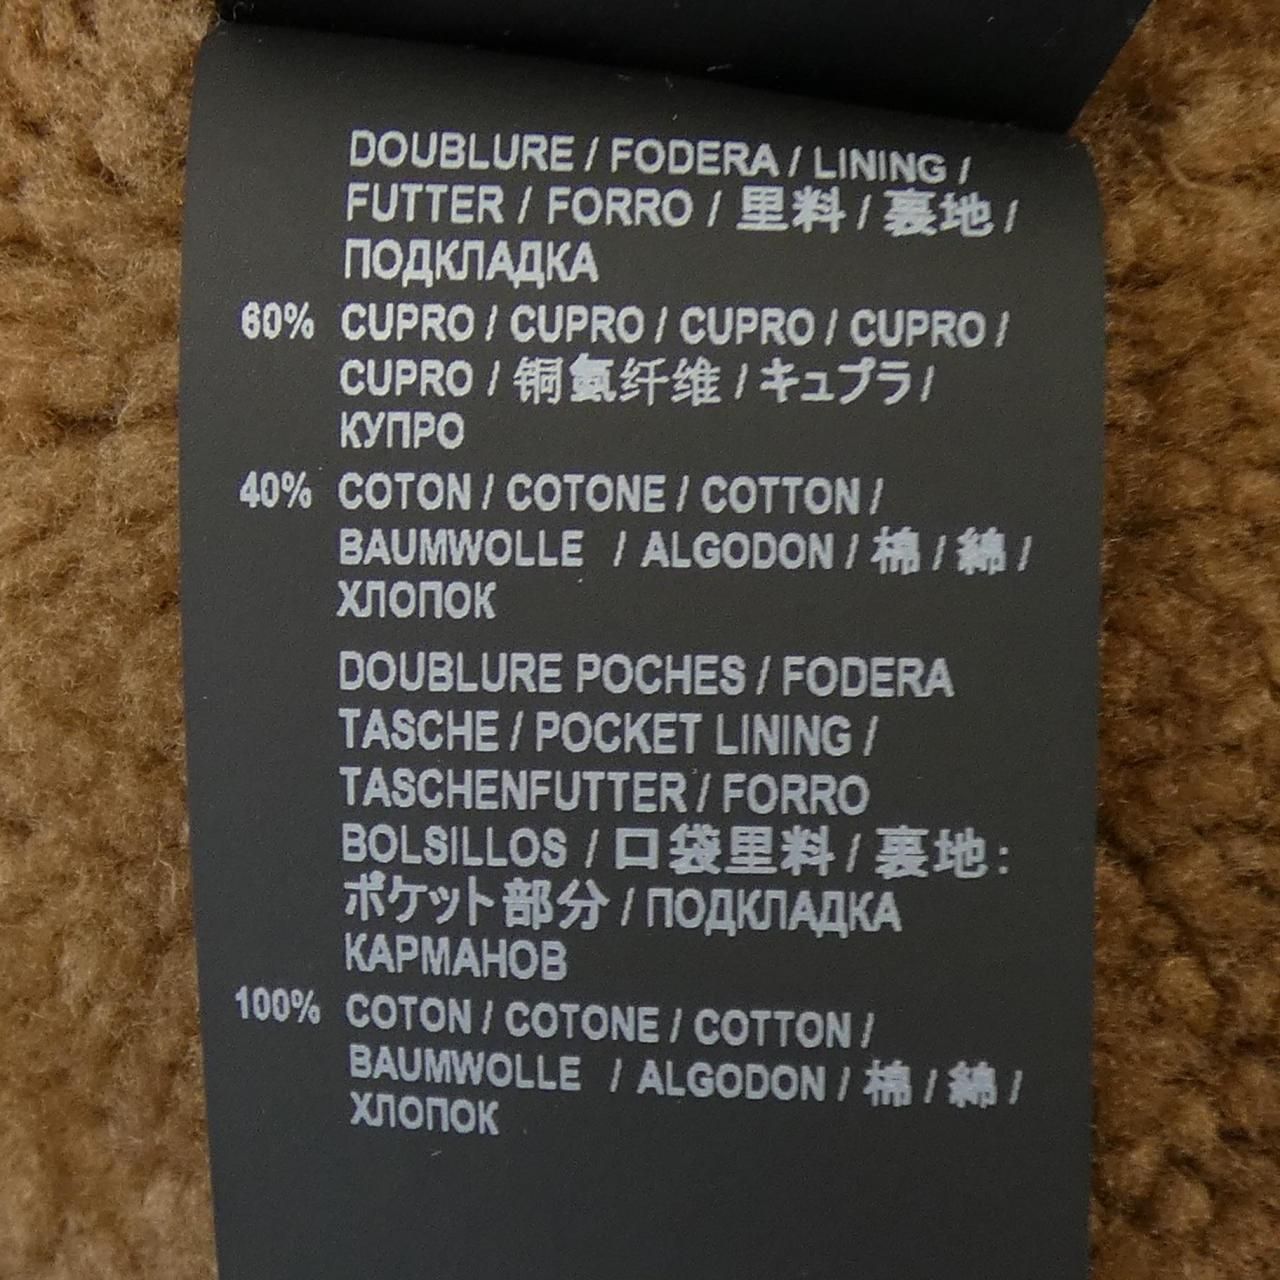 DOUBLURE / FODERA / LINING /
FUTTER / FORRO / 里料 / 裏地 /
ПОДКЛАДКА
60% CUPRO / CUPRO / CUPRO / CUPRO /
CUPRO / 铜氨纤维 / キュプラ /
КУПРО
40% COTON / COTONE / COTTON /
BAUMWOLLE / ALGODON / 棉 / 綿 /
ХЛОПОК
DOUBLURE POCHES / FODERA
TASCHE / POCKET LINING /
TASCHENFUTTER / FORRO
BOLSILLOS / 口袋里料 / 裏地:
ポケット部分 / ПОДКЛАДКА
КАРМАНОВ
100% COTON / COTONE / COTTON /
BAUMWOLLE / ALGODON / 棉 / 綿 /
ХЛОПОК